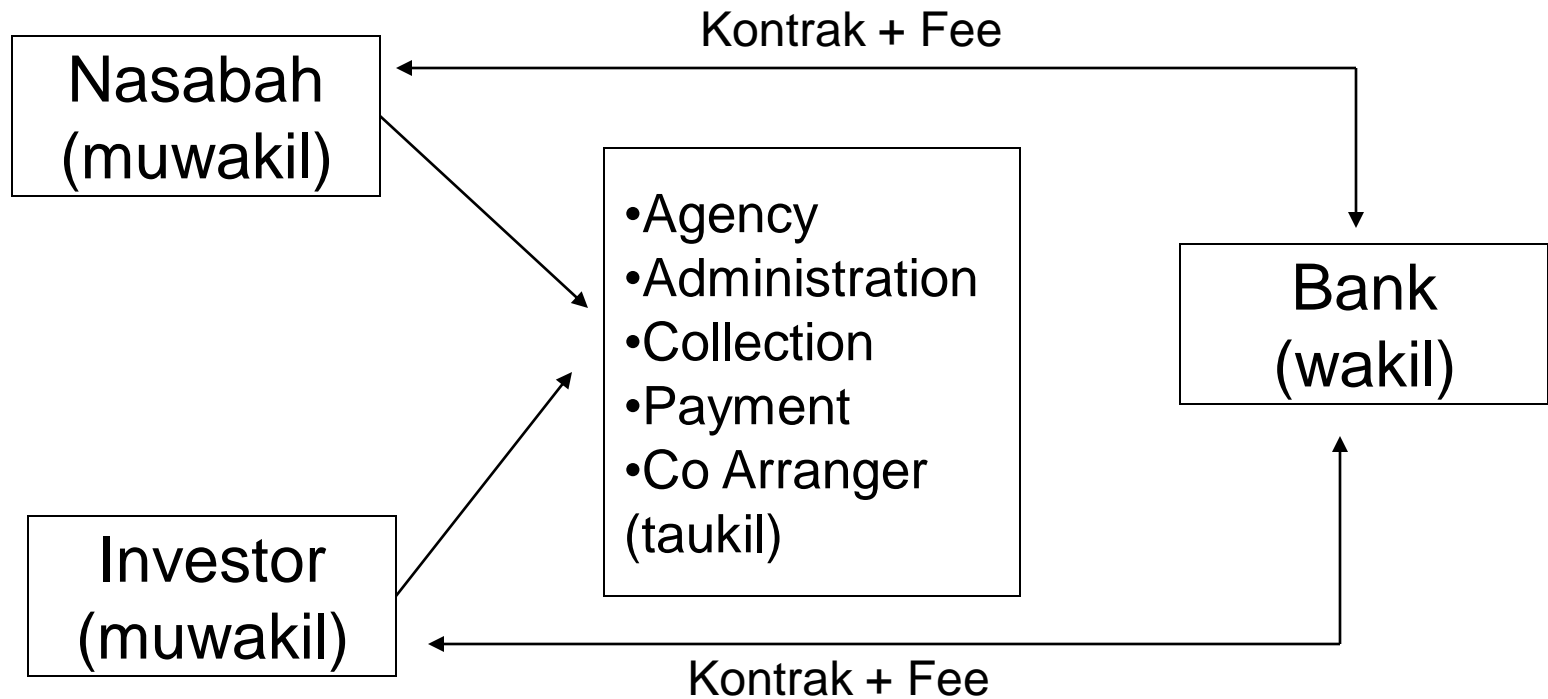 Kontrak + Fee
Nasabah
(muwakil)
•Agency
•Administration
•Collection
•Payment
•Co Arranger
(taukil)
Bank
(wakil)
Investor
(muwakil)
Kontrak + Fee